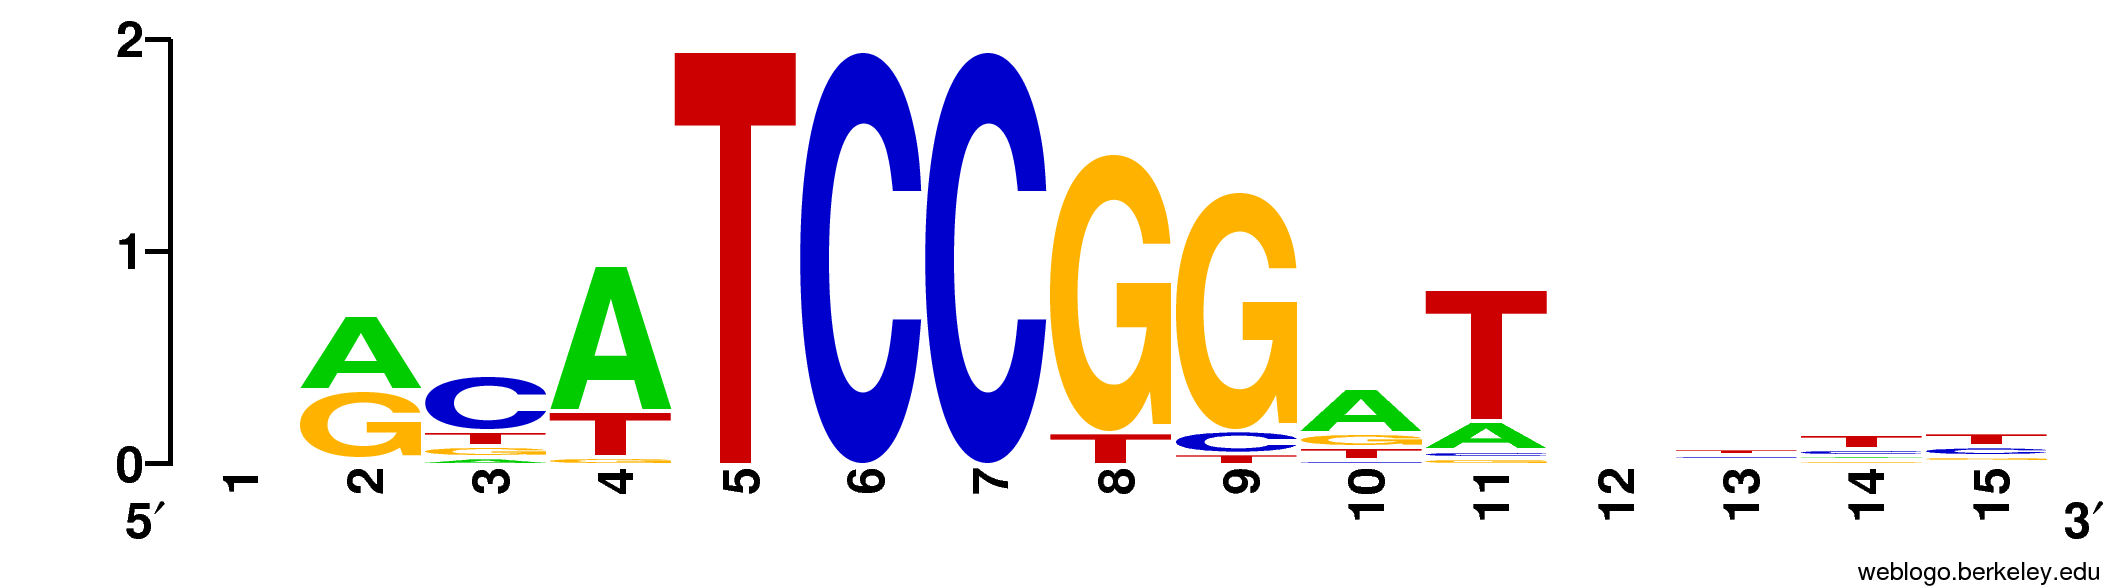 2
1
0
A C A T C C G G A T T T T
G T T T C G A C C C
G G T T C G G
A G
1 2 3 4 5 6 7 8 9 10 11 12 13 14 15
5′ 3′
weblogo.berkeley.edu